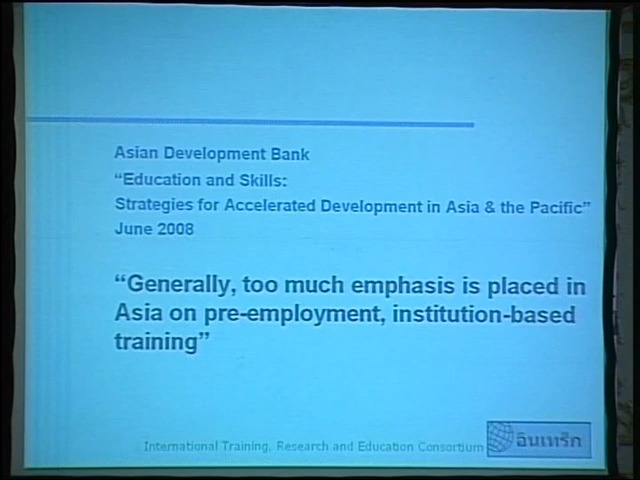 Asian Development Bank
“Education and Skills:
Strategies for Accelerated Development in Asia & the Pacific”
June 2008
“Generally, too much emphasis is placed in
Asia on pre-employment, institution-based
training”
International Training, Research and Education Consortium
อินเทร็ก